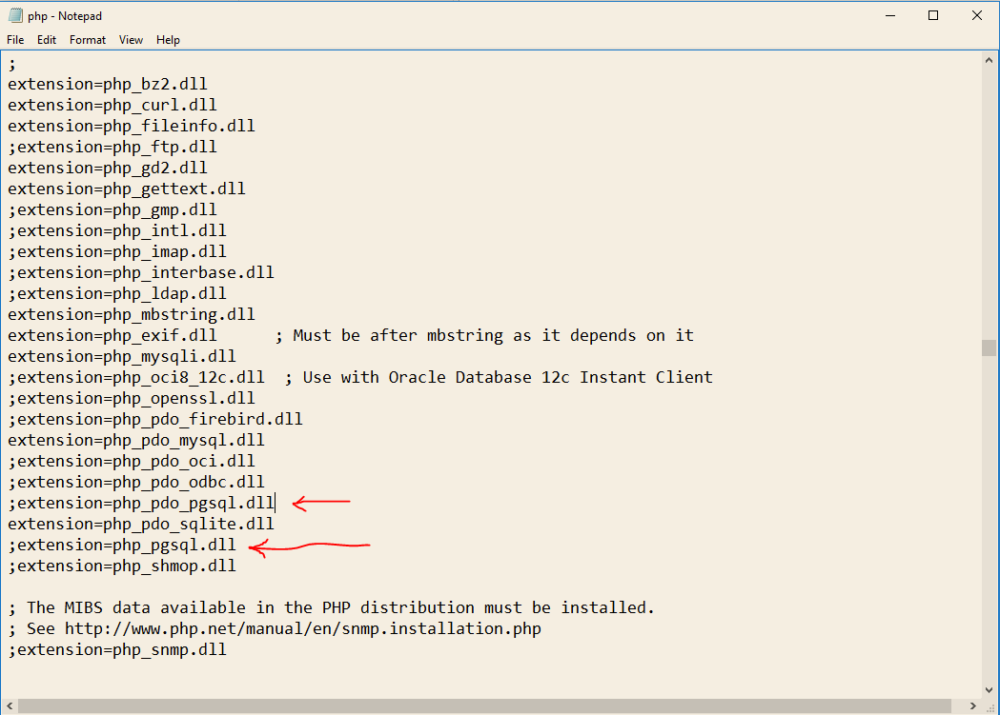 php - Notepad
File Edit Format View Help
;
extension=php_bz2.dll
extension=php_curl.dll
extension=php_fileinfo.dll
;extension=php_ftp.dll
extension=php_gd2.dll
extension=php_gettext.dll
;extension=php_gmp.dll
;extension=php_intl.dll
;extension=php_imap.dll
;extension=php_interbase.dll
;extension=php_ldap.dll
extension=php_mbstring.dll
extension=php_exif.dll      ; Must be after mbstring as it depends on it
extension=php_mysqli.dll
;extension=php_oci8_12c.dll  ; Use with Oracle Database 12c Instant Client
;extension=php_openssl.dll
;extension=php_pdo_firebird.dll
extension=php_pdo_mysql.dll
;extension=php_pdo_oci.dll
;extension=php_pdo_odbc.dll
;extension=php_pdo_pgsql.dll
extension=php_pdo_sqlite.dll
;extension=php_pgsql.dll
;extension=php_shmop.dll
; The MIBS data available in the PHP distribution must be installed.
; See http://www.php.net/manual/en/snmp.installation.php
;extension=php_snmp.dll